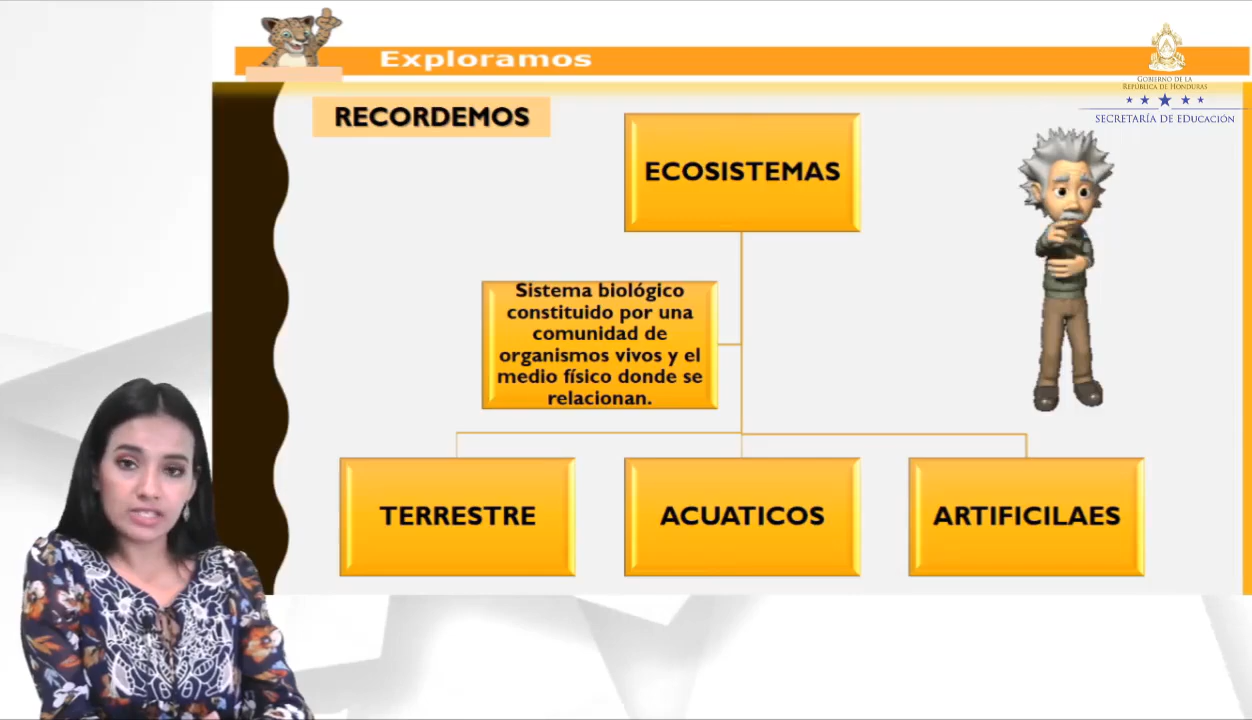 Exploramos
GOBIERNO DE LA
REPÚBLICA DE HONDURAS
SECRETARÍA DE EDUCACIÓN
RECORDEMOS
ECOSISTEMAS
Sistema biológico
constituido por una
comunidad de
organismos vivos y el
medio físico donde se
relacionan.
TERRESTRE
ACUATICOS
ARTIFICILAES